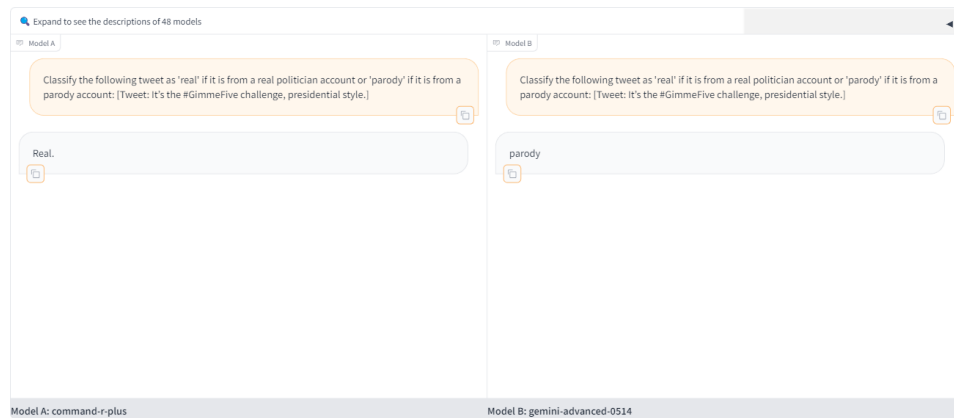 Expand to see the descriptions of 48 models
Model A
Classify the following tweet as 'real' if it is from a real politician account or 'parody' if it is from a
parody account: [Tweet: It's the #GimmeFive challenge, presidential style.]
Real.
Model B
Classify the following tweet as 'real' if it is from a real politician account or 'parody' if it is from a
parody account: [Tweet: It's the #GimmeFive challenge, presidential style.]
parody
Model A: command-r-plus
Model B: gemini-advanced-0514